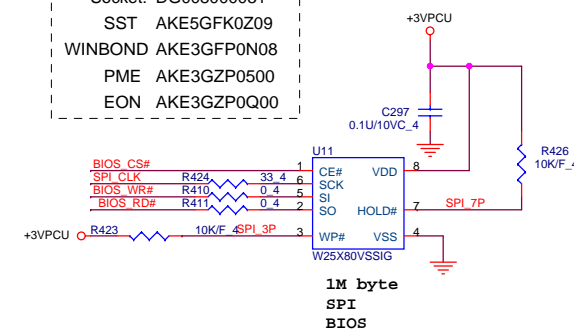 SST AKE5GFK0Z09
WINBOND AKE3GFP0N08
PME AKE3GZP0500
EON AKE3GZP0Q00
+3VPCU
C297
0.1U/10VC_4
R426
10K/F_4
U11
BIOS_CS# 1 CE# VDD 8
SPI_CLK R424 33_4 6 SCK
BIOS_WR# R410 0_4 5 SI
BIOS_RD# R411 0_4 2 SO HOLD# 7 SPI_7P
+3VPCU R423 10K/F_4 SPI_3P 3 WP# VSS 4
W25X80VSSIG
1M byte
SPI
BIOS